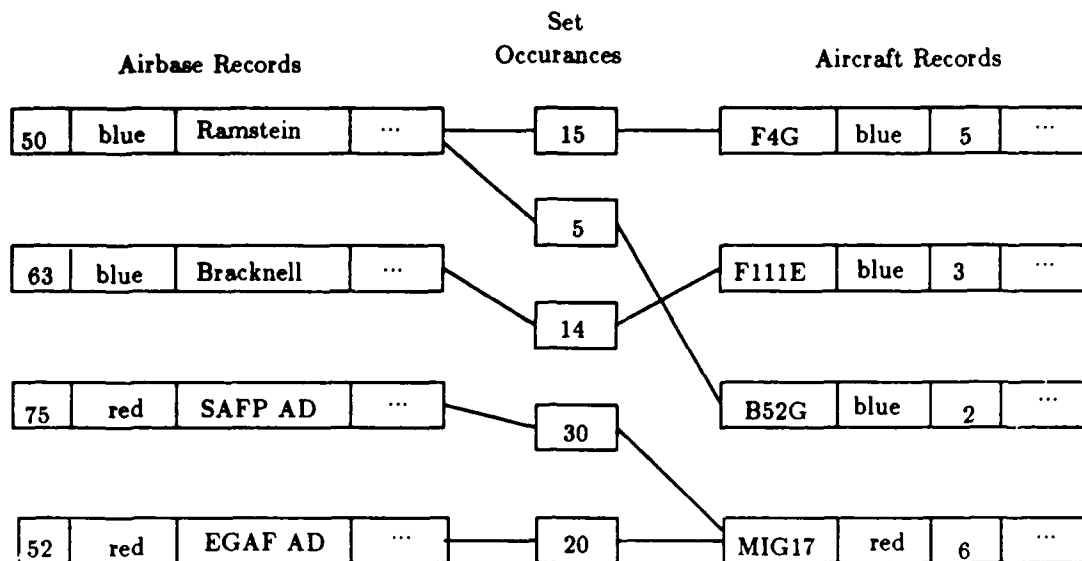 Set
Occurances
Airbase Records
Aircraft Records
50 blue Ramstein ... 15 F4G blue 5 ...
5
63 blue Bracknell ... F111E blue 3 ...
14
75 red SAFP AD ... B52G blue 2 ...
30
52 red EGAF AD ... 20 MIG17 red 6 ...